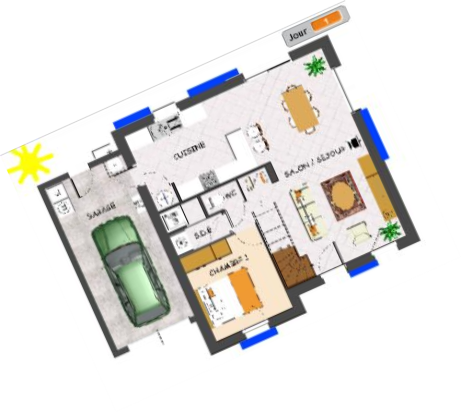 Jour 1
CUISINE
SALON / SEJOUR
GARAGE
WC
S.D.E
CHAMBRE 1